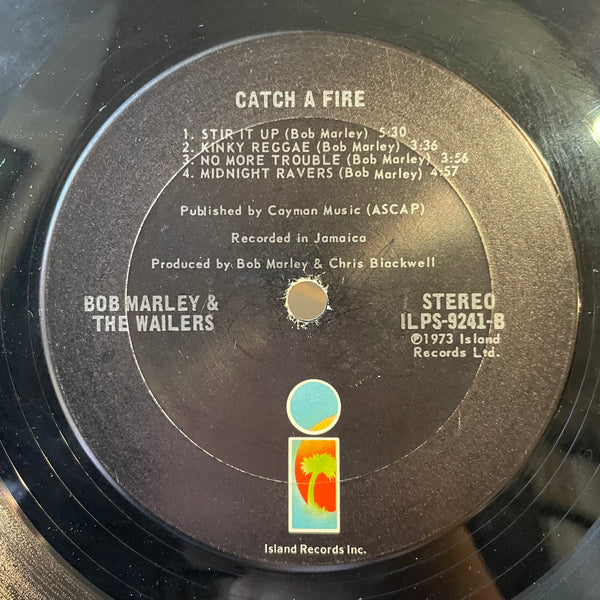 CATCH A FIRE
1. STIR IT UP (Bob Marley) 5:30
2. KINKY REGGAE (Bob Marley) 3:36
3. NO MORE TROUBLE (Bob Marley) 3:56
4. MIDNIGHT RAVERS (Bob Marley) 4:57
Published by Cayman Music (ASCAP)
Recorded in Jamaica
Produced by Bob Marley & Chris Blackwell
BOB MARLEY &
THE WAILERS
STEREO
ILPS-9241-B
℗1973 Island
Records Ltd.
i
Island Records Inc.